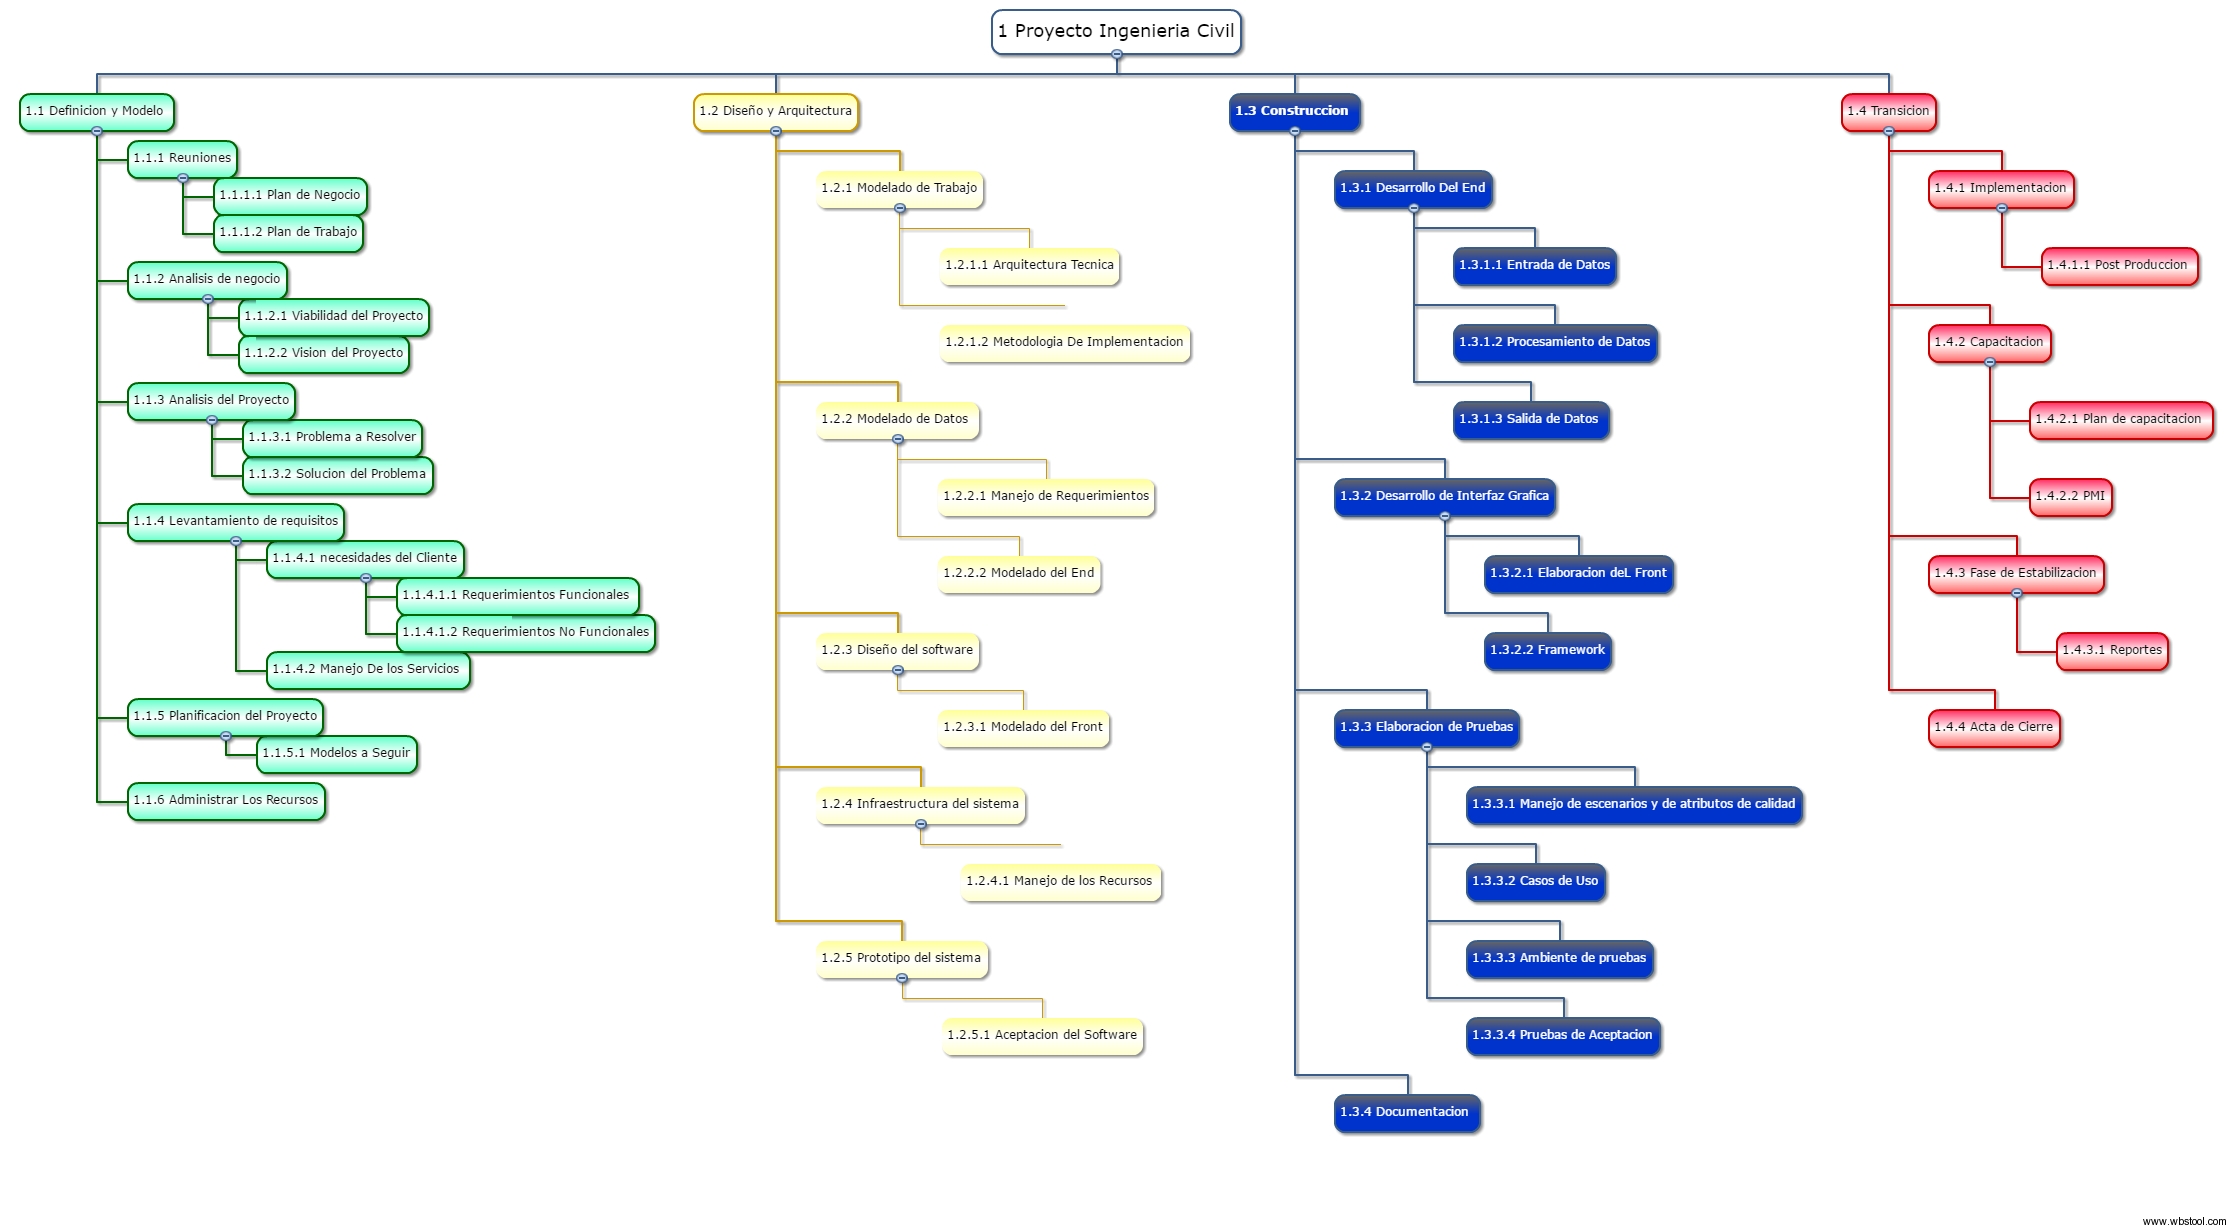 1 Proyecto Ingenieria Civil
1.1 Definicion y Modelo
1.1.1 Reuniones
1.1.1.1 Plan de Negocio
1.1.1.2 Plan de Trabajo
1.1.2 Analisis de negocio
1.1.2.1 Viabilidad del Proyecto
1.1.2.2 Vision del Proyecto
1.1.3 Analisis del Proyecto
1.1.3.1 Problema a Resolver
1.1.3.2 Solucion del Problema
1.1.4 Levantamiento de requisitos
1.1.4.1 necesidades del Cliente
1.1.4.1.1 Requerimientos Funcionales
1.1.4.1.2 Requerimientos No Funcionales
1.1.4.2 Manejo De los Servicios
1.1.5 Planificacion del Proyecto
1.1.5.1 Modelos a Seguir
1.1.6 Administrar Los Recursos
1.2 Diseño y Arquitectura
1.2.1 Modelado de Trabajo
1.2.1.1 Arquitectura Tecnica
1.2.1.2 Metodologia De Implementacion
1.2.2 Modelado de Datos
1.2.2.1 Manejo de Requerimientos
1.2.2.2 Modelado del End
1.2.3 Diseño del software
1.2.3.1 Modelado del Front
1.2.4 Infraestructura del sistema
1.2.4.1 Manejo de los Recursos
1.2.5 Prototipo del sistema
1.2.5.1 Aceptacion del Software
1.3 Construccion
1.3.1 Desarrollo Del End
1.3.1.1 Entrada de Datos
1.3.1.2 Procesamiento de Datos
1.3.1.3 Salida de Datos
1.3.2 Desarrollo de Interfaz Grafica
1.3.2.1 Elaboracion deL Front
1.3.2.2 Framework
1.3.3 Elaboracion de Pruebas
1.3.3.1 Manejo de escenarios y de atributos de calidad
1.3.3.2 Casos de Uso
1.3.3.3 Ambiente de pruebas
1.3.3.4 Pruebas de Aceptacion
1.3.4 Documentacion
1.4 Transicion
1.4.1 Implementacion
1.4.1.1 Post Produccion
1.4.2 Capacitacion
1.4.2.1 Plan de capacitacion
1.4.2.2 PMI
1.4.3 Fase de Estabilizacion
1.4.3.1 Reportes
1.4.4 Acta de Cierre
www.wbstool.com